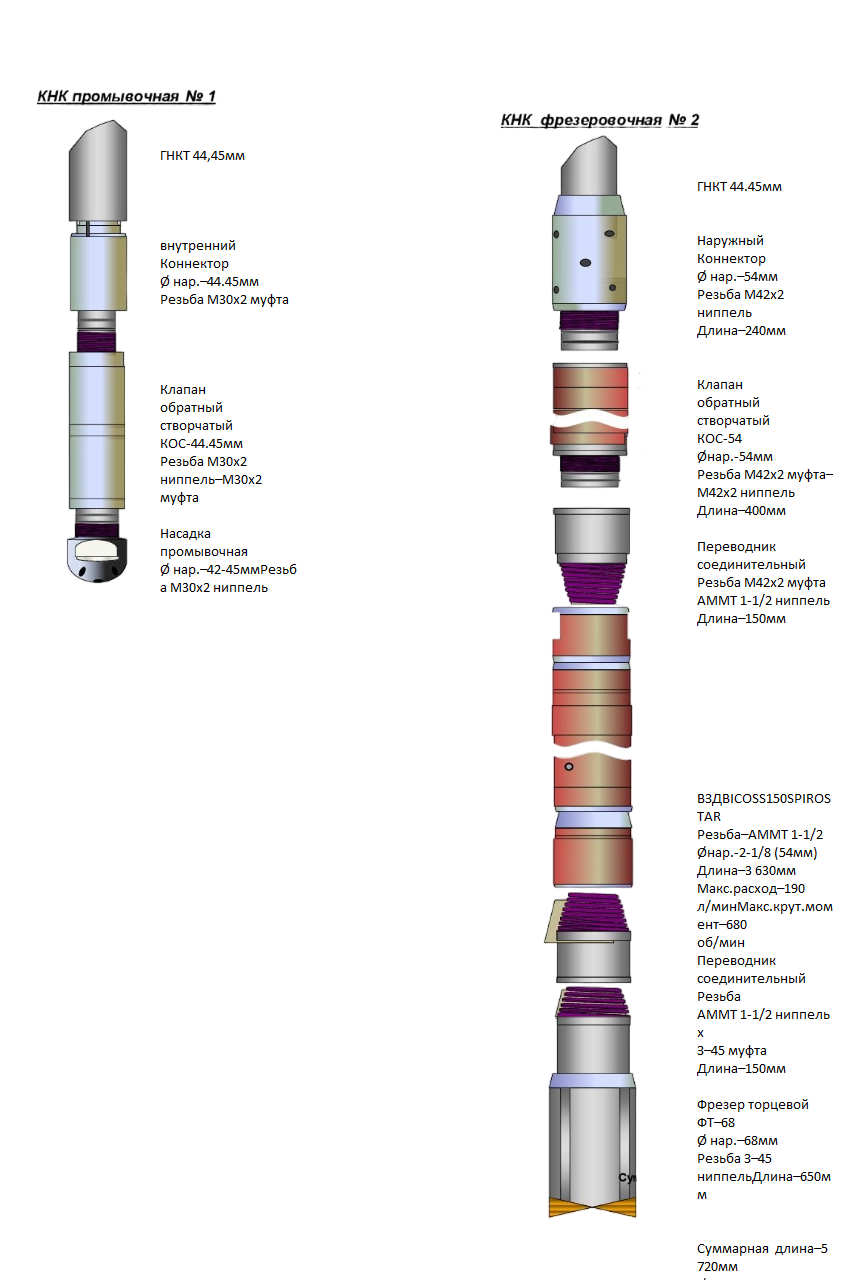 КНК промывочная № 1
ГНКТ 44,45мм
внутренний
Коннектор
Ø нар.–44.45мм
Резьба М30х2 муфта
Клапан
обратный
створчатый
КОС-44.45мм
Резьба М30х2
ниппель–М30х2
муфта
Насадка
промывочная
Ø нар.–42-45ммРезьб
а М30х2 ниппель
КНК фрезеровочная № 2
ГНКТ 44.45мм
Наружный
Коннектор
Ø нар.–54мм
Резьба М42х2
ниппель
Длина–240мм
Клапан
обратный
створчатый
КОС-54
Øнар.-54мм
Резьба М42х2 муфта–
М42х2 ниппель
Длина–400мм
Переводник
соединительный
Резьба М42х2 муфта
АММТ 1-1/2 ниппель
Длина–150мм
ВЗДBICOSS150SPIROS
TAR
Резьба–АММТ 1-1/2
Øнар.-2-1/8 (54мм)
Длина–3 630мм
Макс.расход–190
л/минМакс.крут.мом
ент–680
об/мин
Переводник
соединительный
Резьба
АММТ 1-1/2 ниппель
х
З–45 муфта
Длина–150мм
Фрезер торцевой
ФТ–68
Ø нар.–68мм
Резьба З–45
ниппельДлина–650м
м
Сум
Суммарная длина–5
720мм